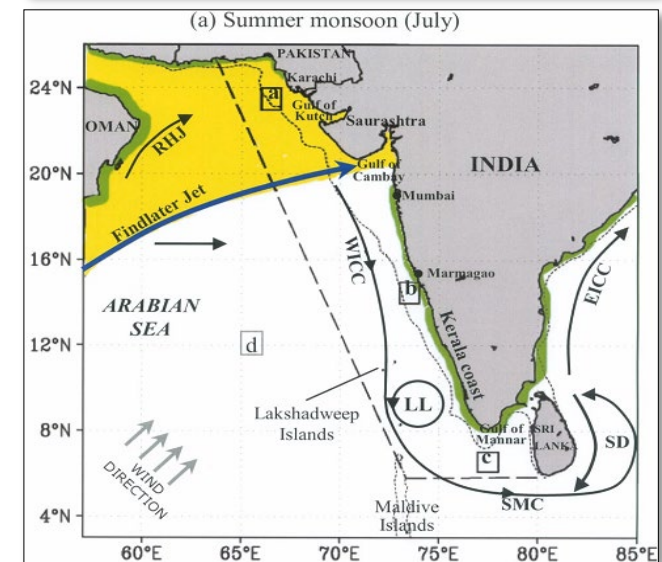 (a) Summer monsoon (July)
24°N
20°N
16°N
12°N
8°N
4°N
PAKISTAN
Karachi
a
Gulf of
Kutch
Saurashtra
OMAN
RHJ
INDIA
Gulf of
Cambay
Findlater Jet
Mumbai
WICC
Marmagao
b
EICC
ARABIAN
SEA
d
Kerala coast
LL
Lakshadweep
Islands
Gulf of
Mannar
SRI
LANK
SD
c
WIND
DIRECTION
SMC
Maldive
Islands
60°E
65°E
70°E
75°E
80°E
85°E